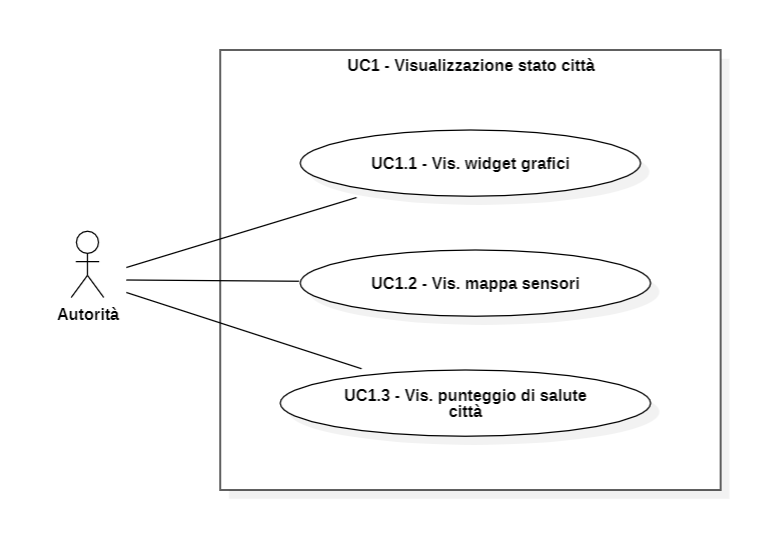 UC1 - Visualizzazione stato città
UC1.1 - Vis. widget grafici
UC1.2 - Vis. mappa sensori
Autorità
UC1.3 - Vis. punteggio di salute
città